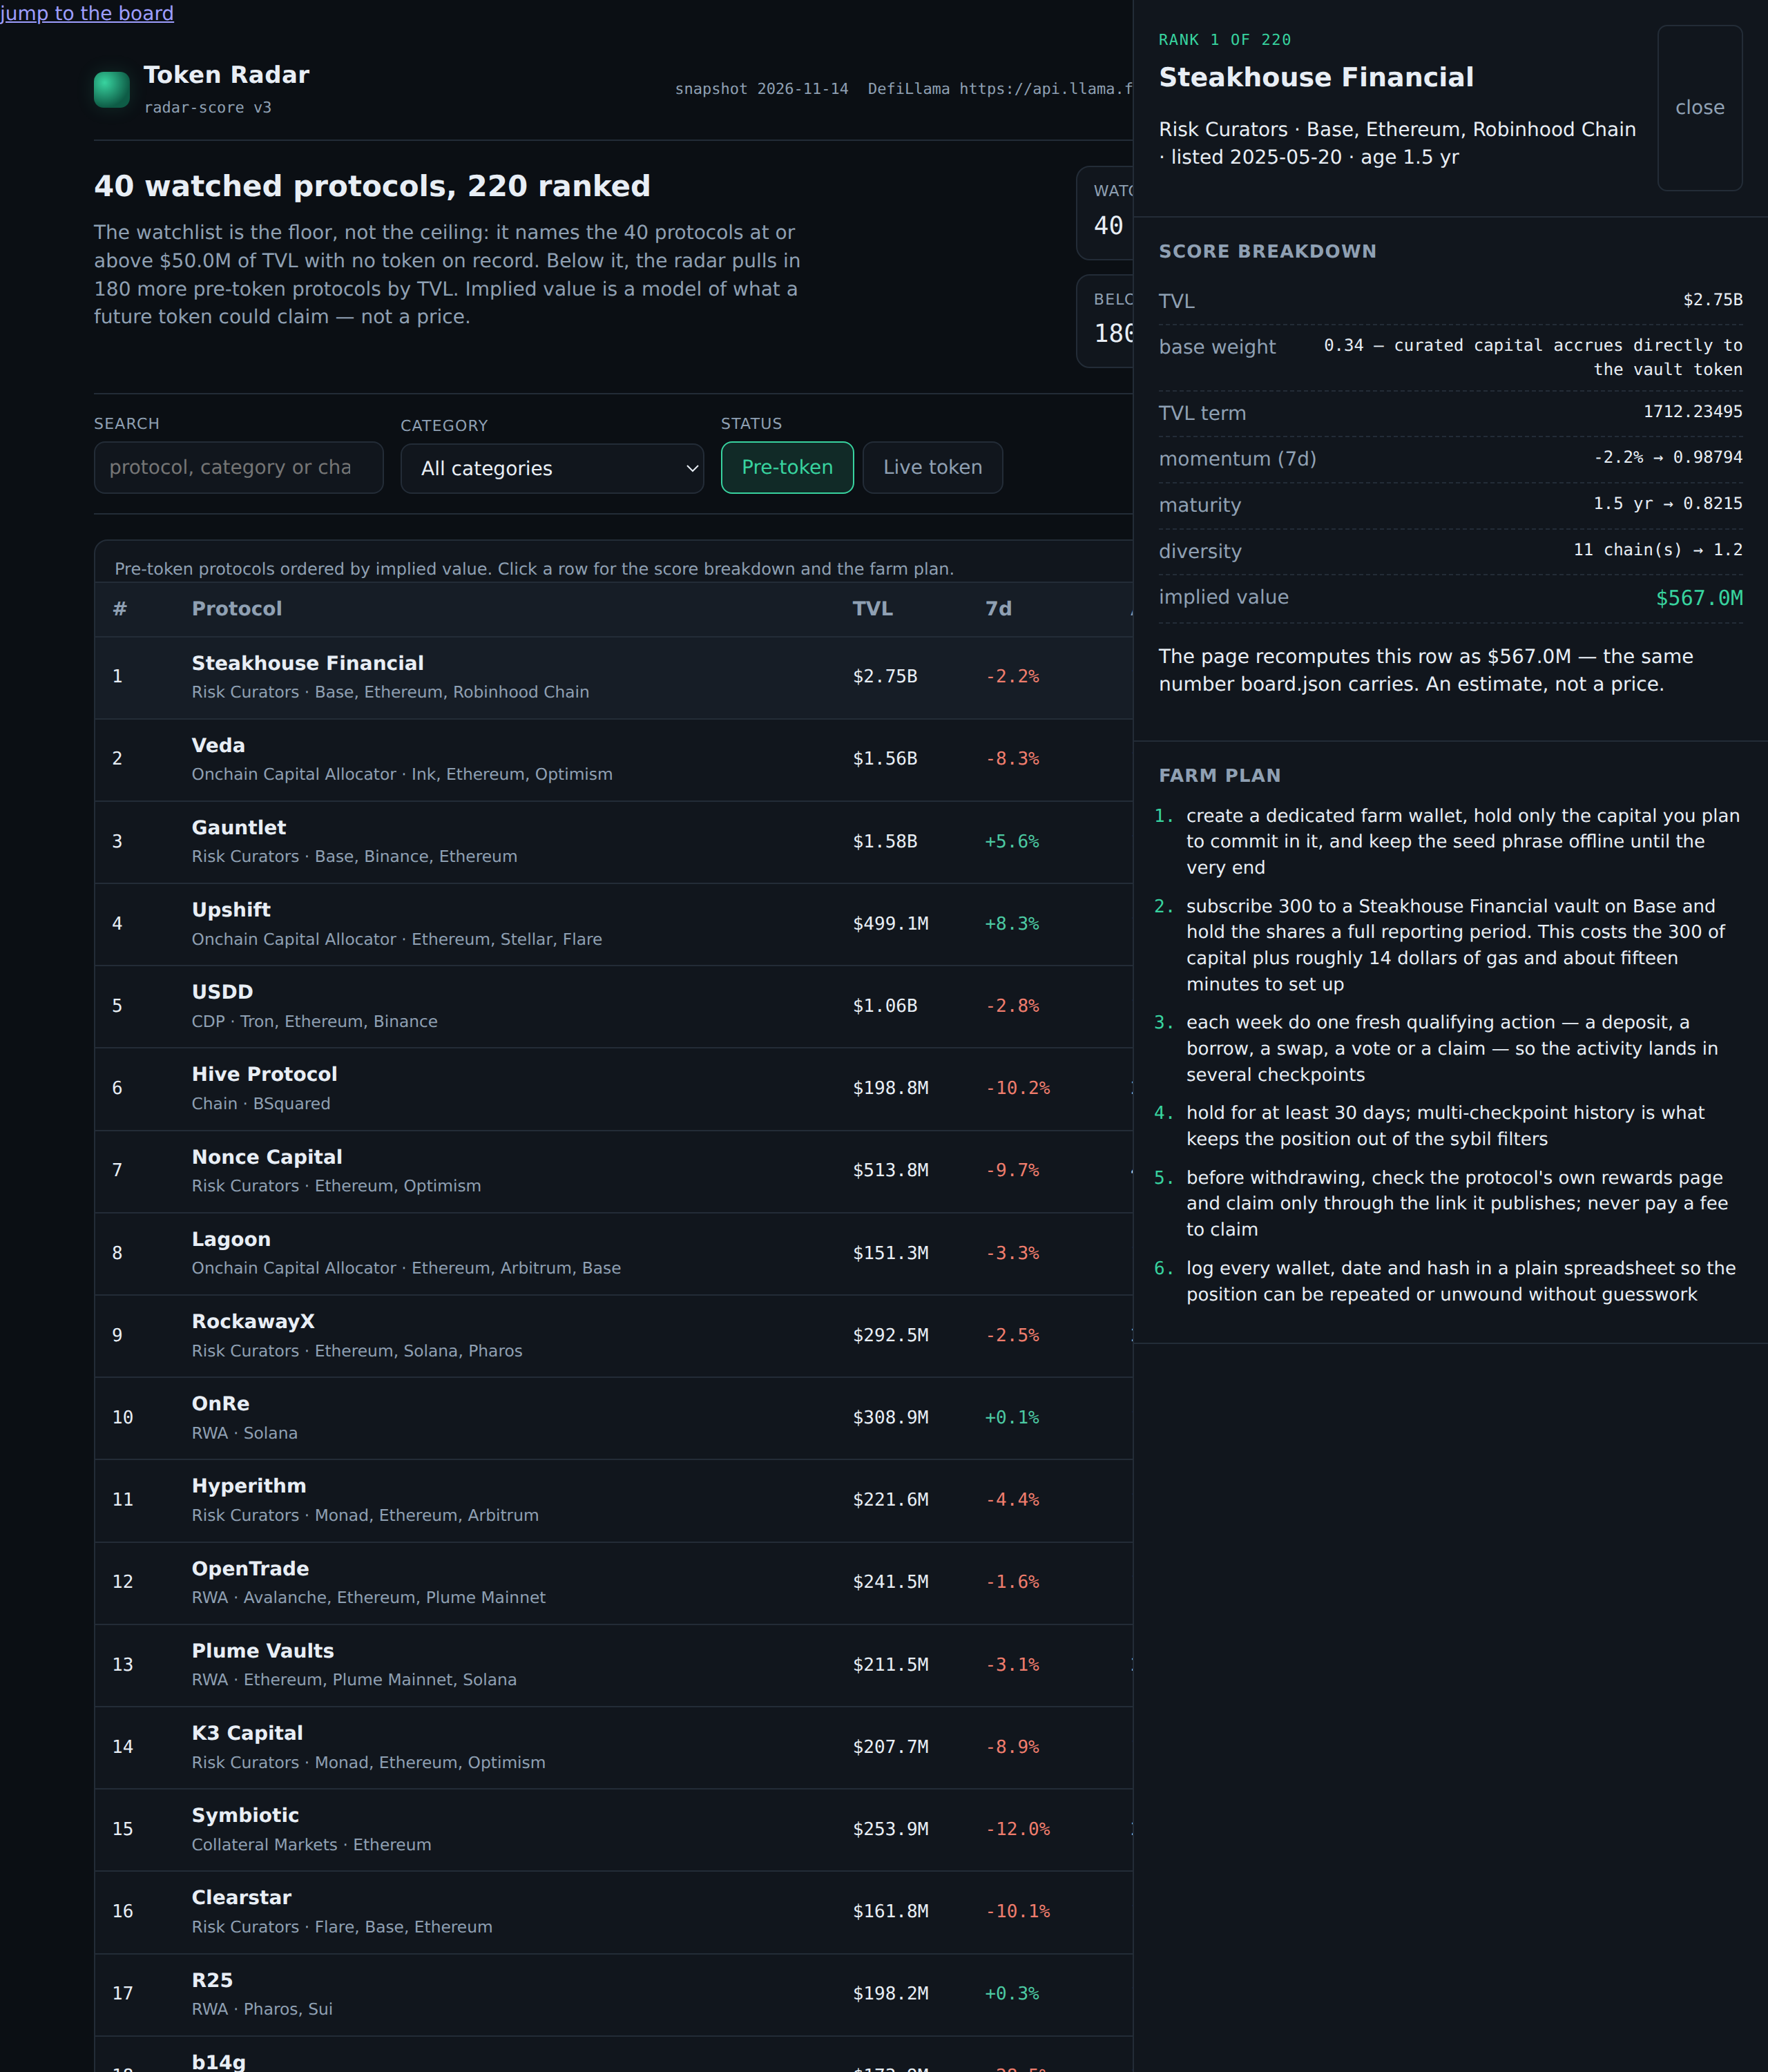 jump to the board
Token Radar
radar-score v3
snapshot 2026-11-14 DefiLlama https://api.llama.f
40 watched protocols, 220 ranked
The watchlist is the floor, not the ceiling: it names the 40 protocols at or
above $50.0M of TVL with no token on record. Below it, the radar pulls in
180 more pre-token protocols by TVL. Implied value is a model of what a
future token could claim — not a price.
WATC
40
BELO
180
SEARCH
protocol, category or cha
CATEGORY
All categories
STATUS
Pre-token
Live token
Pre-token protocols ordered by implied value. Click a row for the score breakdown and the farm plan.
# Protocol TVL 7d
1 Steakhouse Financial $2.75B -2.2%
Risk Curators · Base, Ethereum, Robinhood Chain
2 Veda $1.56B -8.3%
Onchain Capital Allocator · Ink, Ethereum, Optimism
3 Gauntlet $1.58B +5.6%
Risk Curators · Base, Binance, Ethereum
4 Upshift $499.1M +8.3%
Onchain Capital Allocator · Ethereum, Stellar, Flare
5 USDD $1.06B -2.8%
CDP · Tron, Ethereum, Binance
6 Hive Protocol $198.8M -10.2%
Chain · BSquared
7 Nonce Capital $513.8M -9.7%
Risk Curators · Ethereum, Optimism
8 Lagoon $151.3M -3.3%
Onchain Capital Allocator · Ethereum, Arbitrum, Base
9 RockawayX $292.5M -2.5%
Risk Curators · Ethereum, Solana, Pharos
10 OnRe $308.9M +0.1%
RWA · Solana
11 Hyperithm $221.6M -4.4%
Risk Curators · Monad, Ethereum, Arbitrum
12 OpenTrade $241.5M -1.6%
RWA · Avalanche, Ethereum, Plume Mainnet
13 Plume Vaults $211.5M -3.1%
RWA · Ethereum, Plume Mainnet, Solana
14 K3 Capital $207.7M -8.9%
Risk Curators · Monad, Ethereum, Optimism
15 Symbiotic $253.9M -12.0%
Collateral Markets · Ethereum
16 Clearstar $161.8M -10.1%
Risk Curators · Flare, Base, Ethereum
17 R25 $198.2M +0.3%
RWA · Pharos, Sui
b14g
RANK 1 OF 220
Steakhouse Financial
Risk Curators · Base, Ethereum, Robinhood Chain
· listed 2025-05-20 · age 1.5 yr
close
SCORE BREAKDOWN
TVL $2.75B
base weight 0.34 — curated capital accrues directly to
the vault token
TVL term 1712.23495
momentum (7d) -2.2% → 0.98794
maturity 1.5 yr → 0.8215
diversity 11 chain(s) → 1.2
implied value $567.0M
The page recomputes this row as $567.0M — the same
number board.json carries. An estimate, not a price.
FARM PLAN
1. create a dedicated farm wallet, hold only the capital you plan
to commit in it, and keep the seed phrase offline until the
very end
2. subscribe 300 to a Steakhouse Financial vault on Base and
hold the shares a full reporting period. This costs the 300 of
capital plus roughly 14 dollars of gas and about fifteen
minutes to set up
3. each week do one fresh qualifying action — a deposit, a
borrow, a swap, a vote or a claim — so the activity lands in
several checkpoints
4. hold for at least 30 days; multi-checkpoint history is what
keeps the position out of the sybil filters
5. before withdrawing, check the protocol's own rewards page
and claim only through the link it publishes; never pay a fee
to claim
6. log every wallet, date and hash in a plain spreadsheet so the
position can be repeated or unwound without guesswork